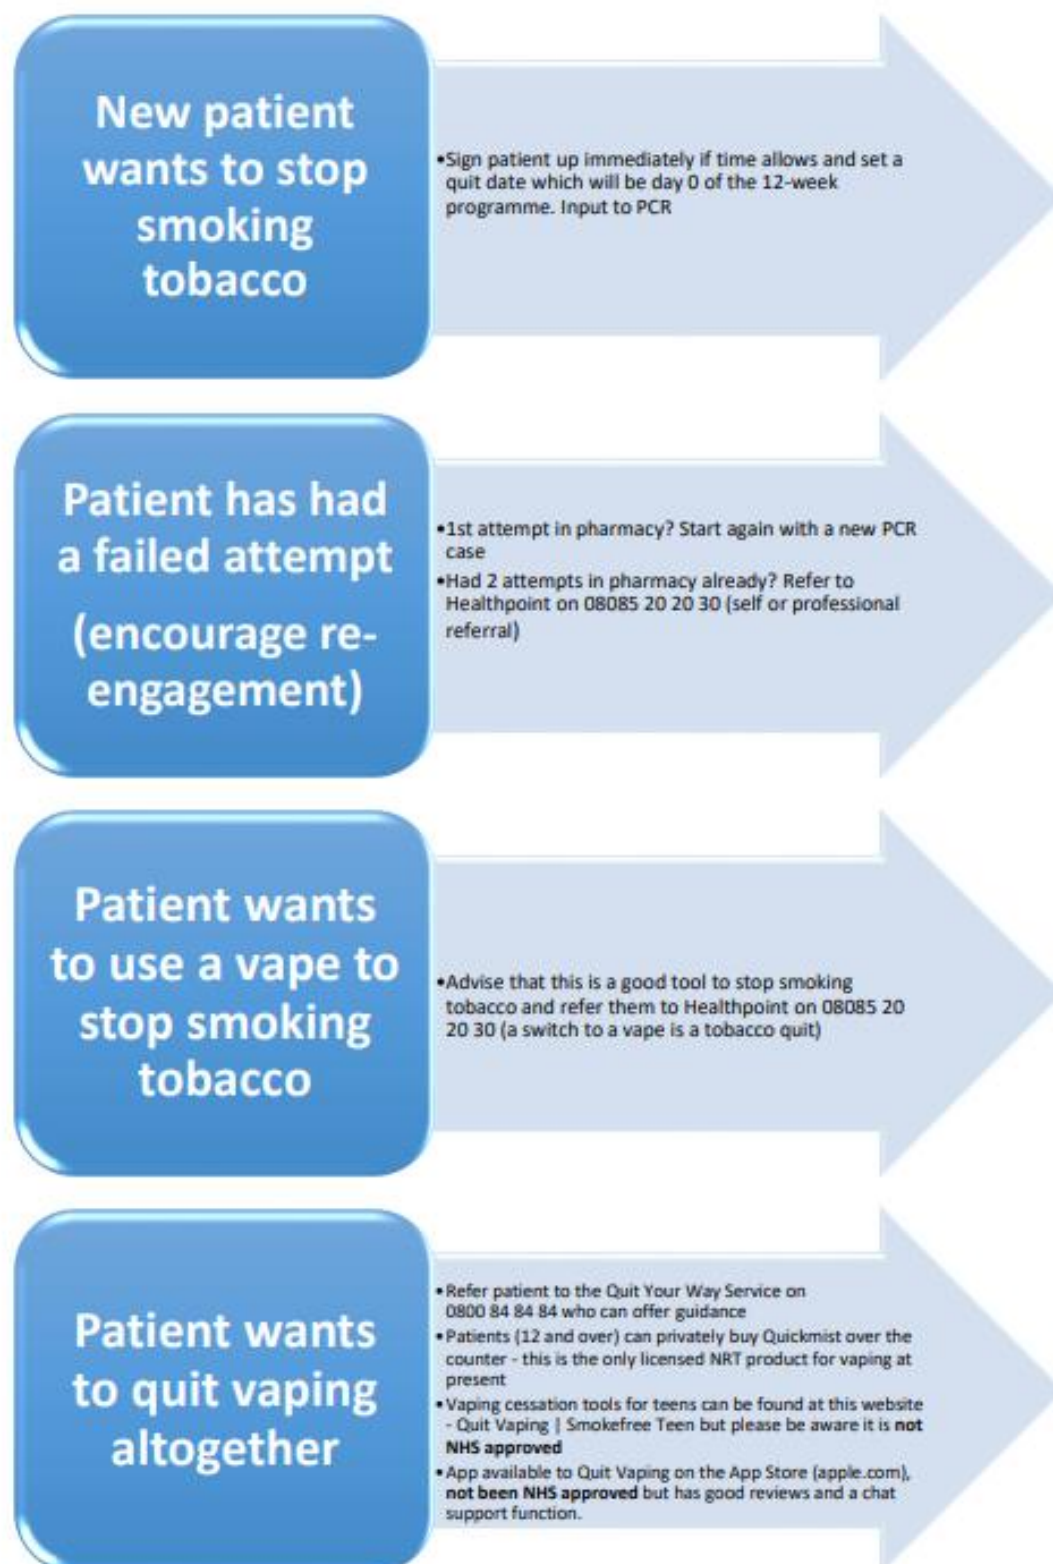 New patient
wants to stop
smoking
tobacco
•Sign patient up immediately if time allows and set a
quit date which will be day 0 of the 12-week
programme. Input to PCR
Patient has had
a failed attempt
(encourage re-
engagement)
•1st attempt in pharmacy? Start again with a new PCR
case
•Had 2 attempts in pharmacy already? Refer to
Healthpoint on 08085 20 20 30 (self or professional
referral)
Patient wants
to use a vape to
stop smoking
tobacco
•Advise that this is a good tool to stop smoking
tobacco and refer them to Healthpoint on 08085 20
20 30 (a switch to a vape is a tobacco quit)
Patient wants
to quit vaping
altogether
•Refer patient to the Quit Your Way Service on
0800 84 84 84 who can offer guidance
•Patients (12 and over) can privately buy Quickmist over the
counter - this is the only licensed NRT product for vaping at
present
•Vaping cessation tools for teens can be found at this website
- Quit Vaping | Smokefree Teen but please be aware it is not
NHS approved
•App available to Quit Vaping on the App Store (apple.com),
not been NHS approved but has good reviews and a chat
support function.